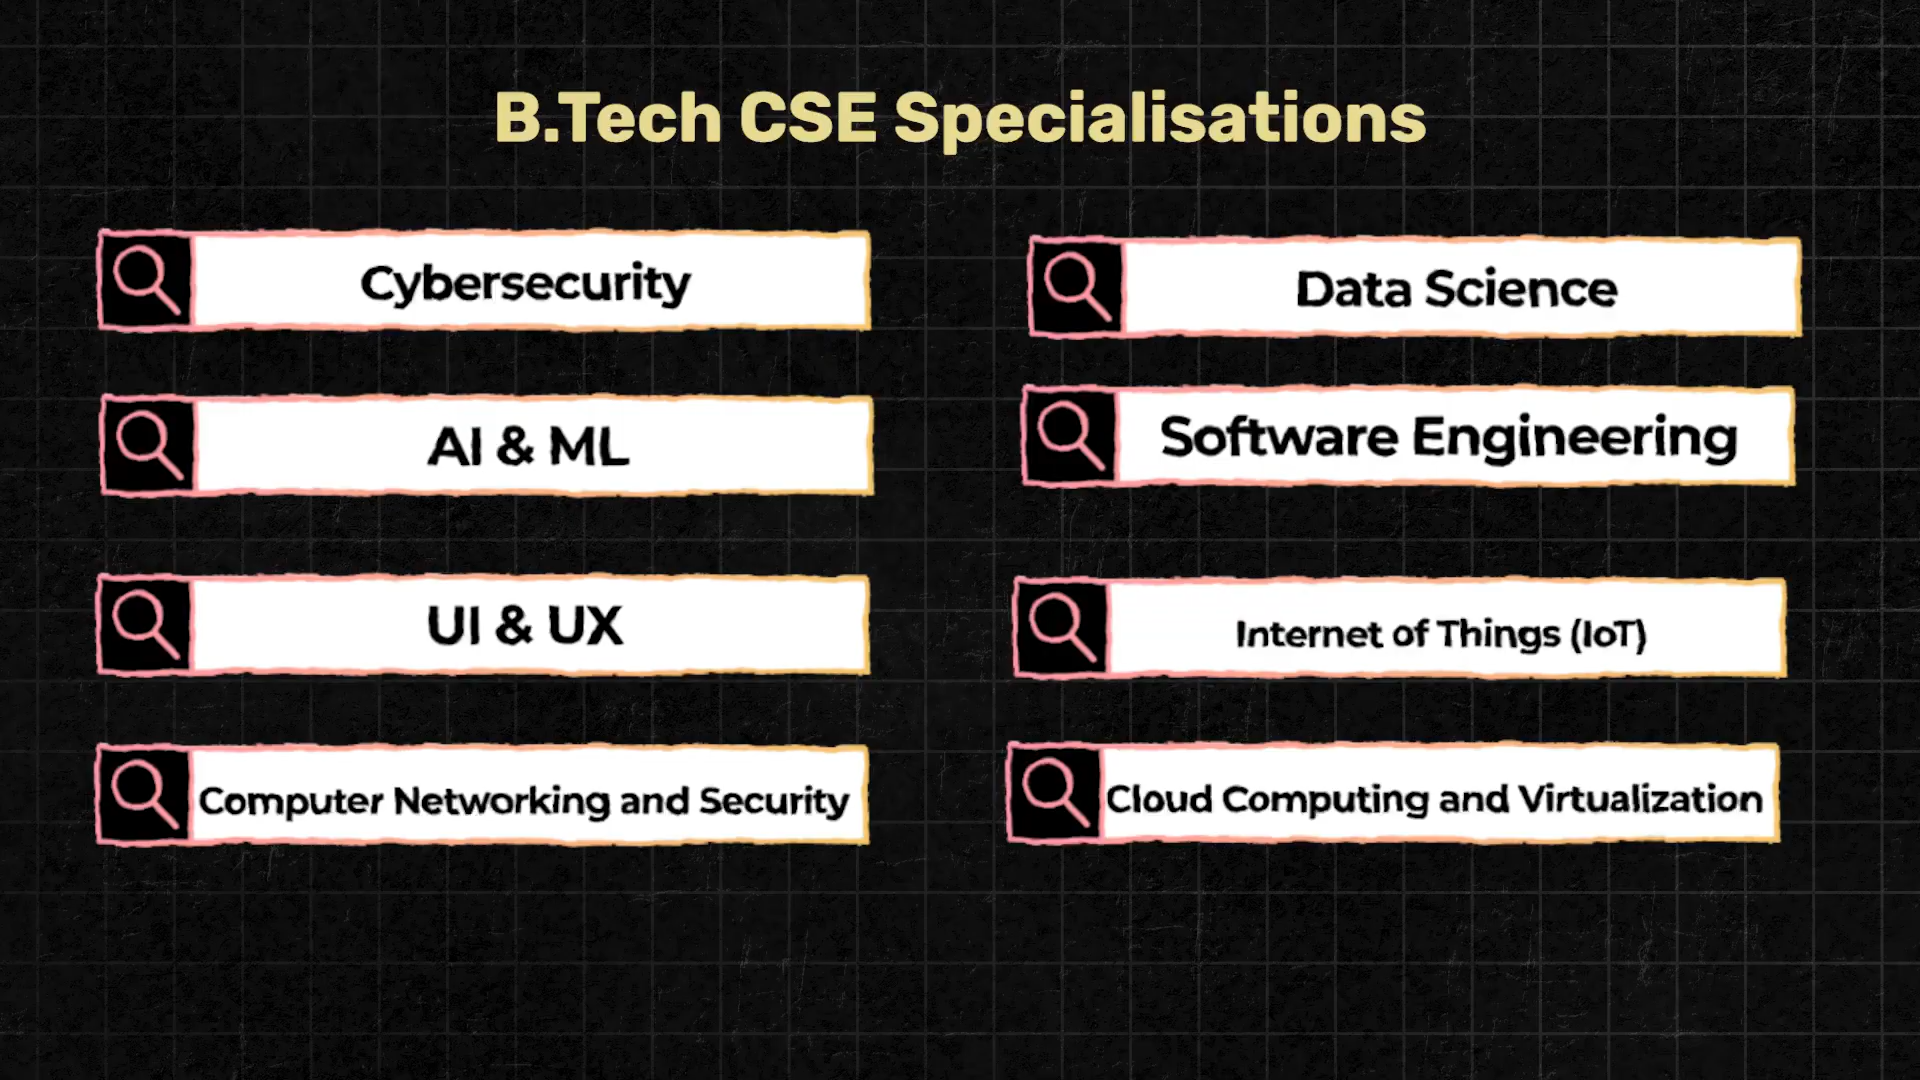 B.Tech CSE Specialisations
Cybersecurity
Data Science
AI & ML
Software Engineering
UI & UX
Internet of Things (IoT)
Computer Networking and Security
Cloud Computing and Virtualization